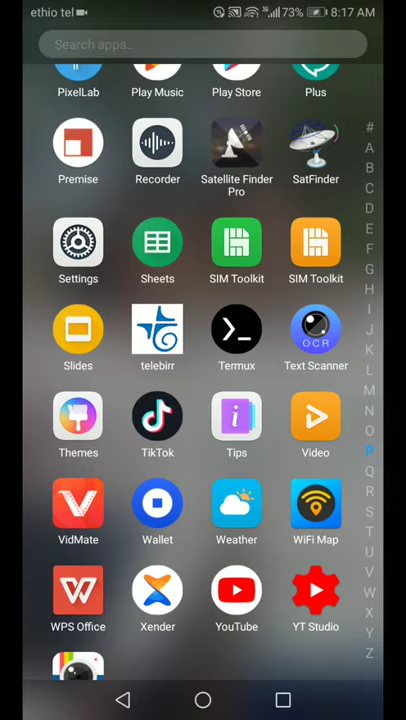 ethio tel 73% 8:17 AM
Search apps...
PixelLab Play Music Play Store Plus
#
A
B
C
D
E
F
G
H
I
J
K
L
M
N
O
P
Q
R
S
T
U
V
W
X
Y
Z
Premise Recorder Satellite Finder Pro SatFinder
Settings Sheets SIM Toolkit SIM Toolkit
OCR
Slides telebirr Termux Text Scanner
Themes TikTok Tips Video
VidMate Wallet Weather WiFi Map
WPS Office Xender YouTube YT Studio